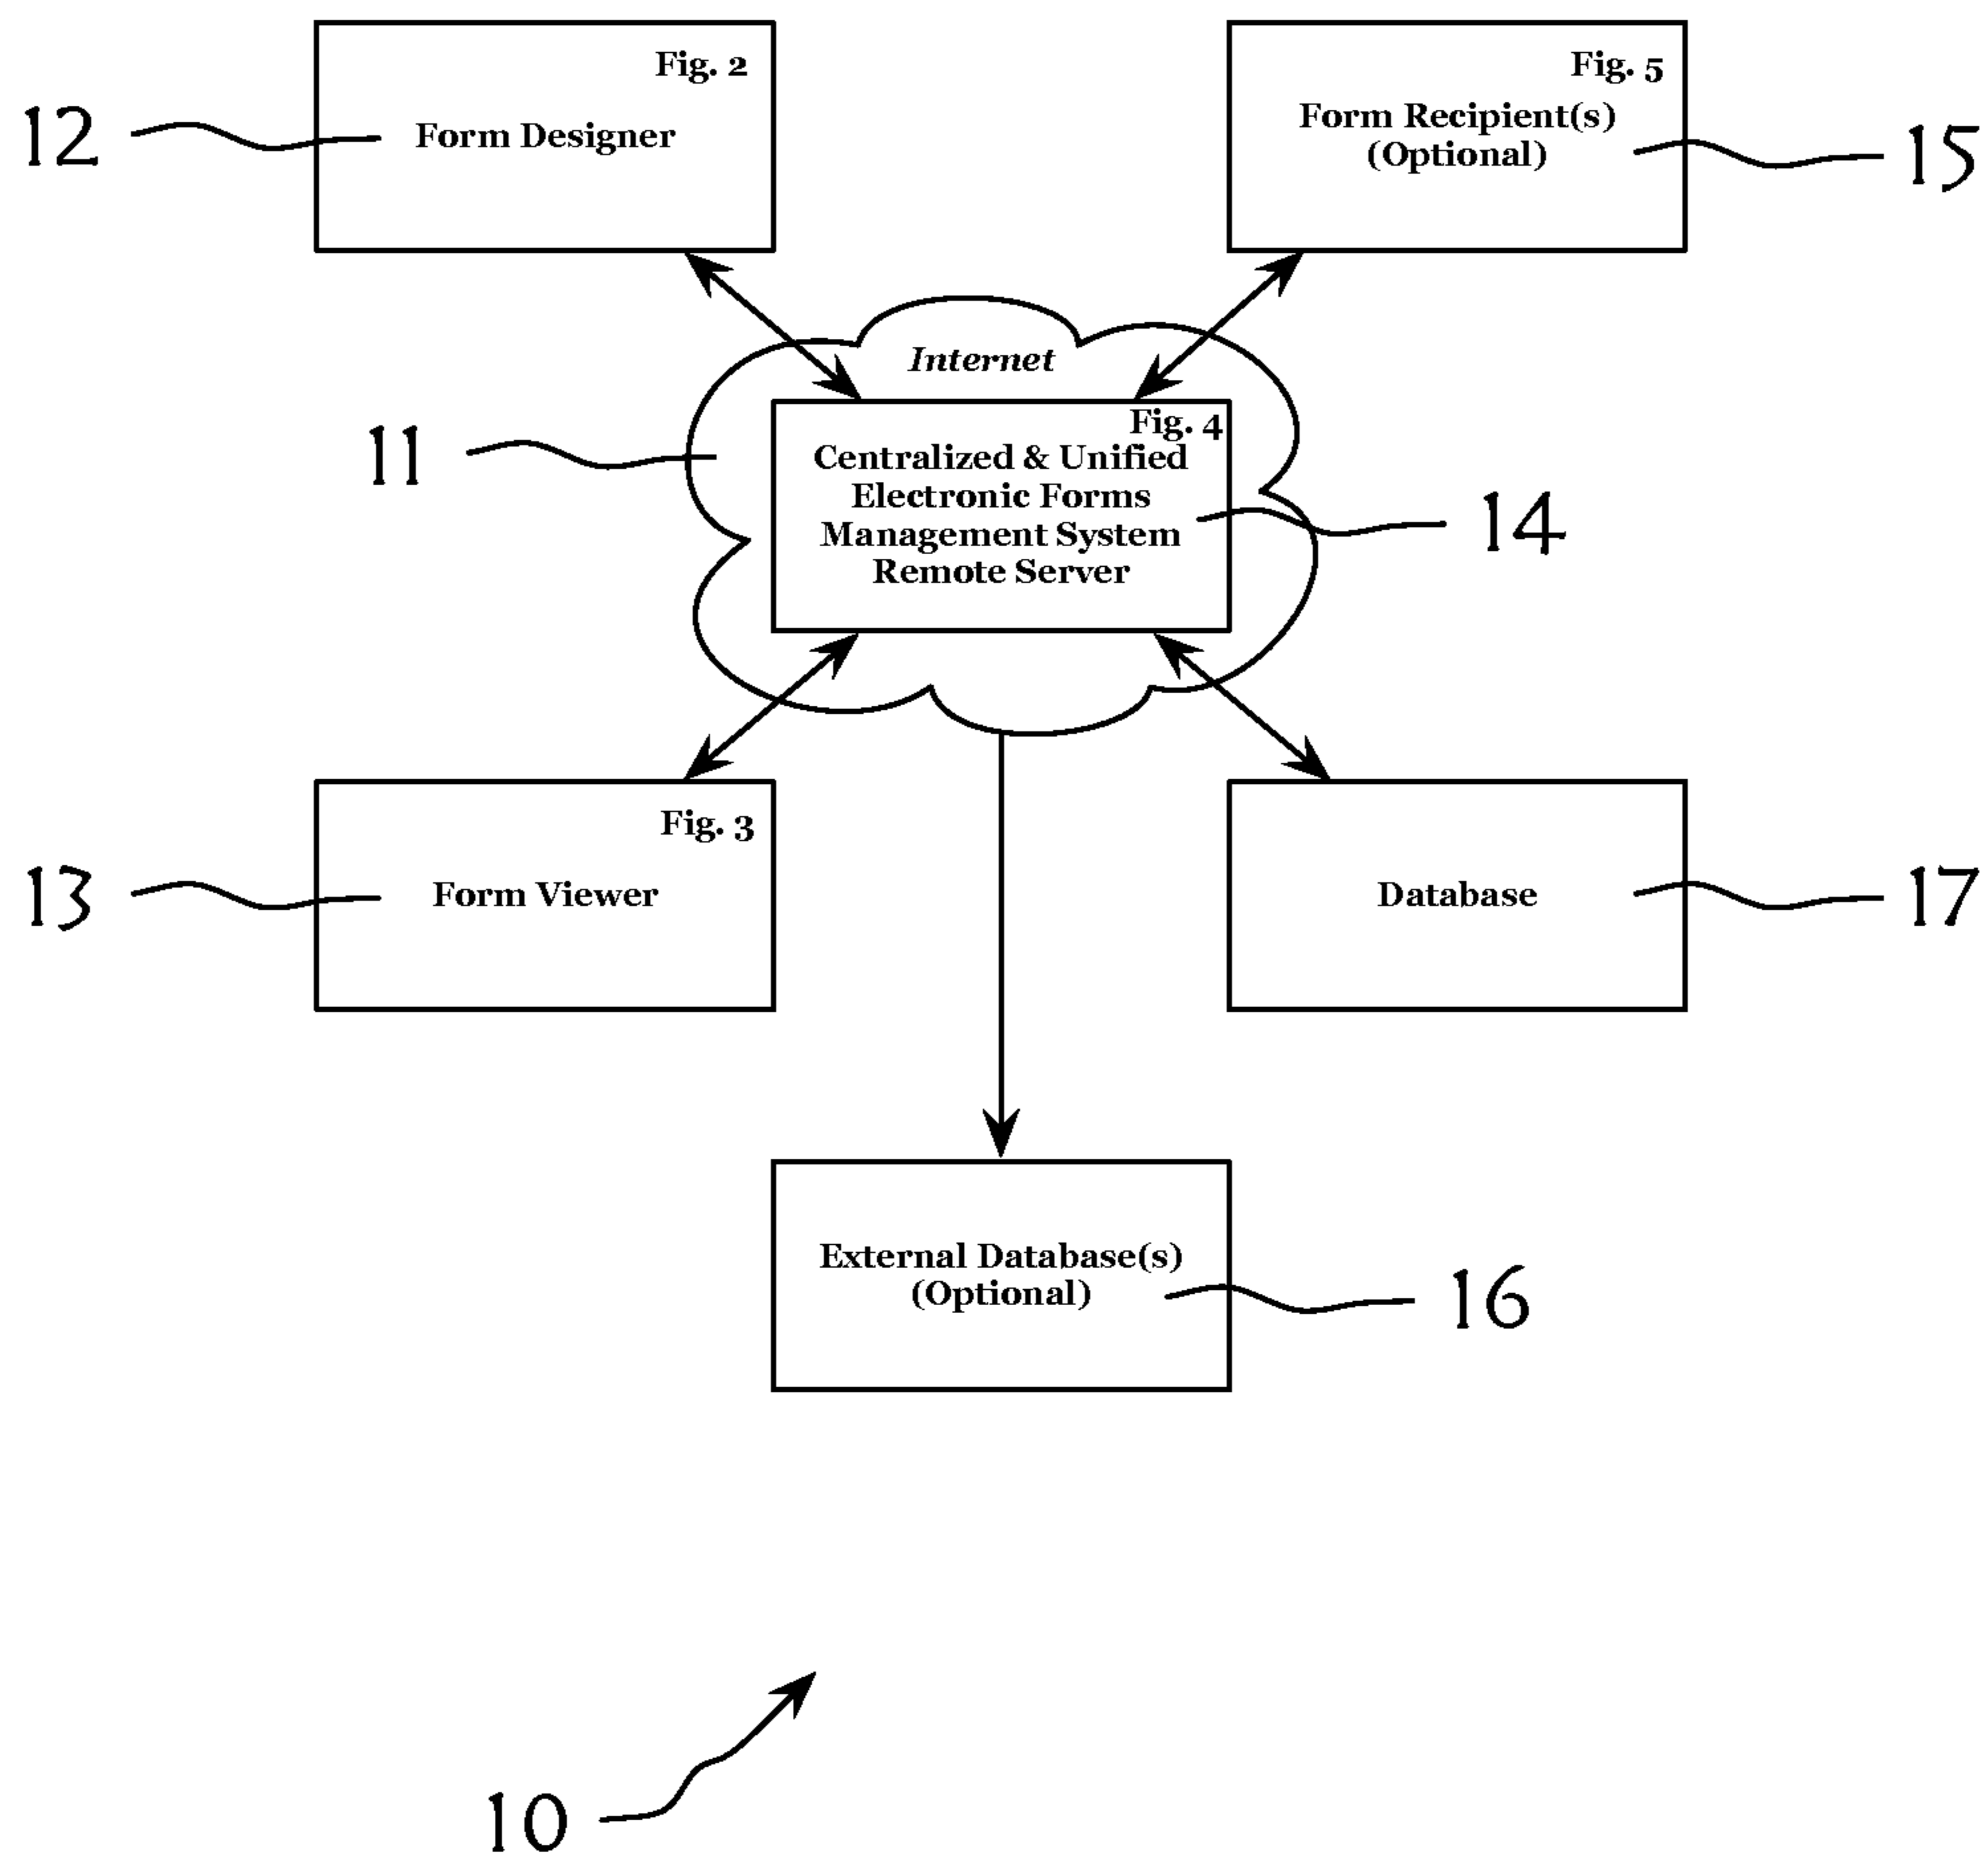 Fig. 2
12
Form Designer
Fig. 5
Form Recipient(s)
(Optional)
15
Internet
11
Fig. 4
Centralized & Unified
Electronic Forms
Management System
Remote Server
14
Fig. 3
13
Form Viewer
Database
17
External Database(s)
(Optional)
16
10